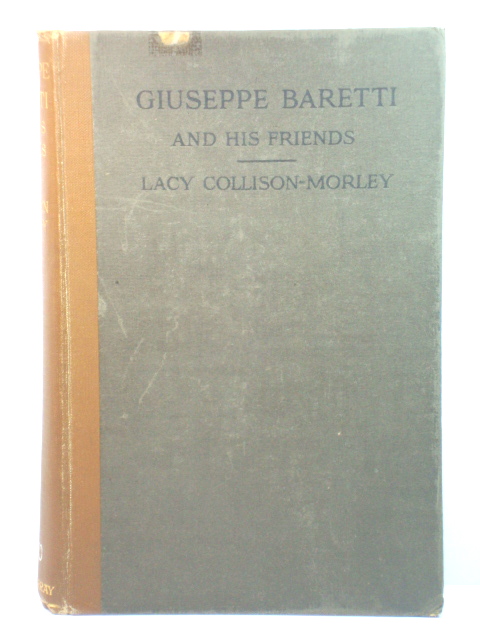 GIUSEPPE BARETTI
AND HIS FRIENDS
LACY COLLISON-MORLEY